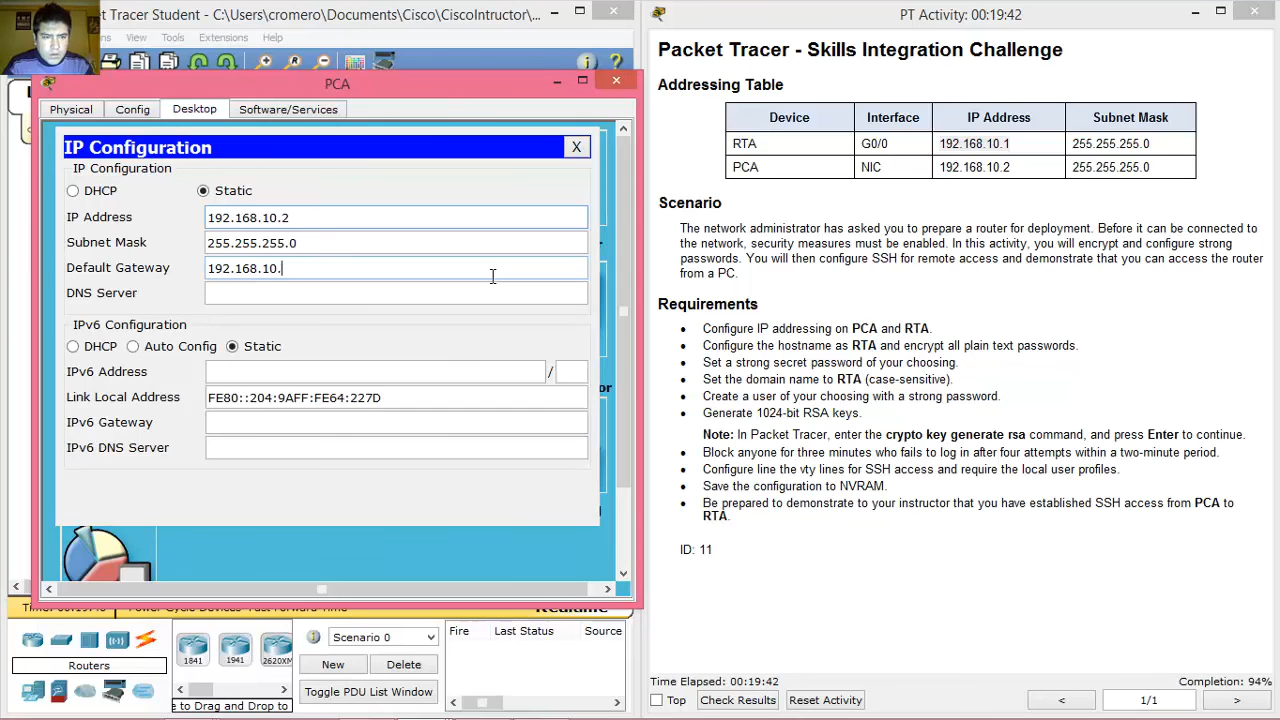 cket Tracer Student - C:\Users\cromero\Documents\Cisco\Cisco Intructor\...
View Tools Extensions Help
PCA
Physical Config Desktop Software/Services
IP Configuration X
IP Configuration
DHCP Static
IP Address 192.168.10.2
Subnet Mask 255.255.255.0
Default Gateway 192.168.10.
DNS Server
IPv6 Configuration
DHCP Auto Config Static
IPv6 Address /
Link Local Address FE80::204:9AFF:FE64:227D
IPv6 Gateway
IPv6 DNS Server
Realtime
Scenario 0
Fire Last Status Source
1841 1941 2620XM
Routers
New Delete
Toggle PDU List Window
e to Drag and Drop to
PT Activity: 00:19:42
Packet Tracer - Skills Integration Challenge
Addressing Table
Device Interface IP Address Subnet Mask
RTA G0/0 192.168.10.1 255.255.255.0
PCA NIC 192.168.10.2 255.255.255.0
Scenario
The network administrator has asked you to prepare a router for deployment. Before it can be connected to
the network, security measures must be enabled. In this activity, you will encrypt and configure strong
passwords. You will then configure SSH for remote access and demonstrate that you can access the router
from a PC.
Requirements
• Configure IP addressing on PCA and RTA.
• Configure the hostname as RTA and encrypt all plain text passwords.
• Set a strong secret password of your choosing.
• Set the domain name to RTA (case-sensitive).
• Create a user of your choosing with a strong password.
• Generate 1024-bit RSA keys.
Note: In Packet Tracer, enter the crypto key generate rsa command, and press Enter to continue.
• Block anyone for three minutes who fails to log in after four attempts within a two-minute period.
• Configure line the vty lines for SSH access and require the local user profiles.
• Save the configuration to NVRAM.
• Be prepared to demonstrate to your instructor that you have established SSH access from PCA to
RTA.
ID: 11
Time Elapsed: 00:19:42 Completion: 94%
Top Check Results Reset Activity < 1/1 >